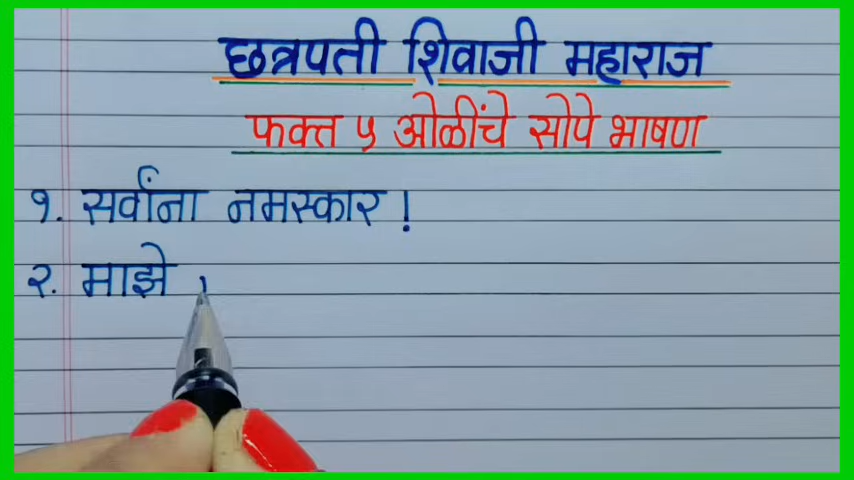 छत्रपती शिवाजी महाराज
फक्त ५ ओळींचे सोपे भाषण
१. सर्वांना नमस्कार !
२. माझे